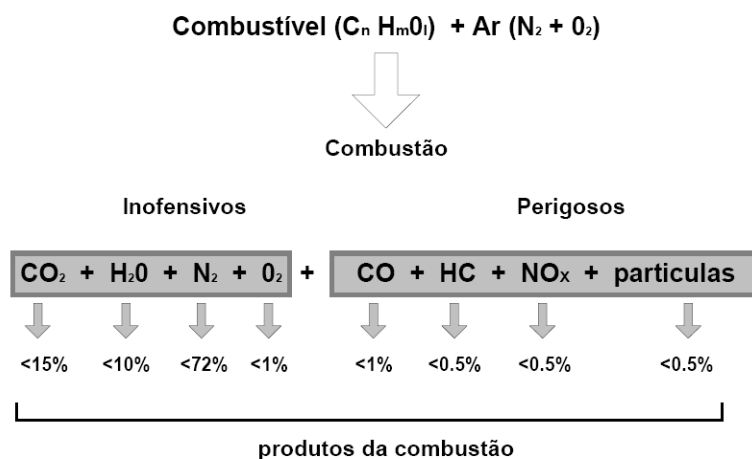 Combustível (Cₙ Hₘ0ₗ) + Ar (N₂ + 0₂)
Combustão
Inofensivos Perigosos
CO₂ + H₂0 + N₂ + 0₂ + CO + HC + NOₓ + particulas
<15% <10% <72% <1% <1% <0.5% <0.5% <0.5%
produtos da combustão